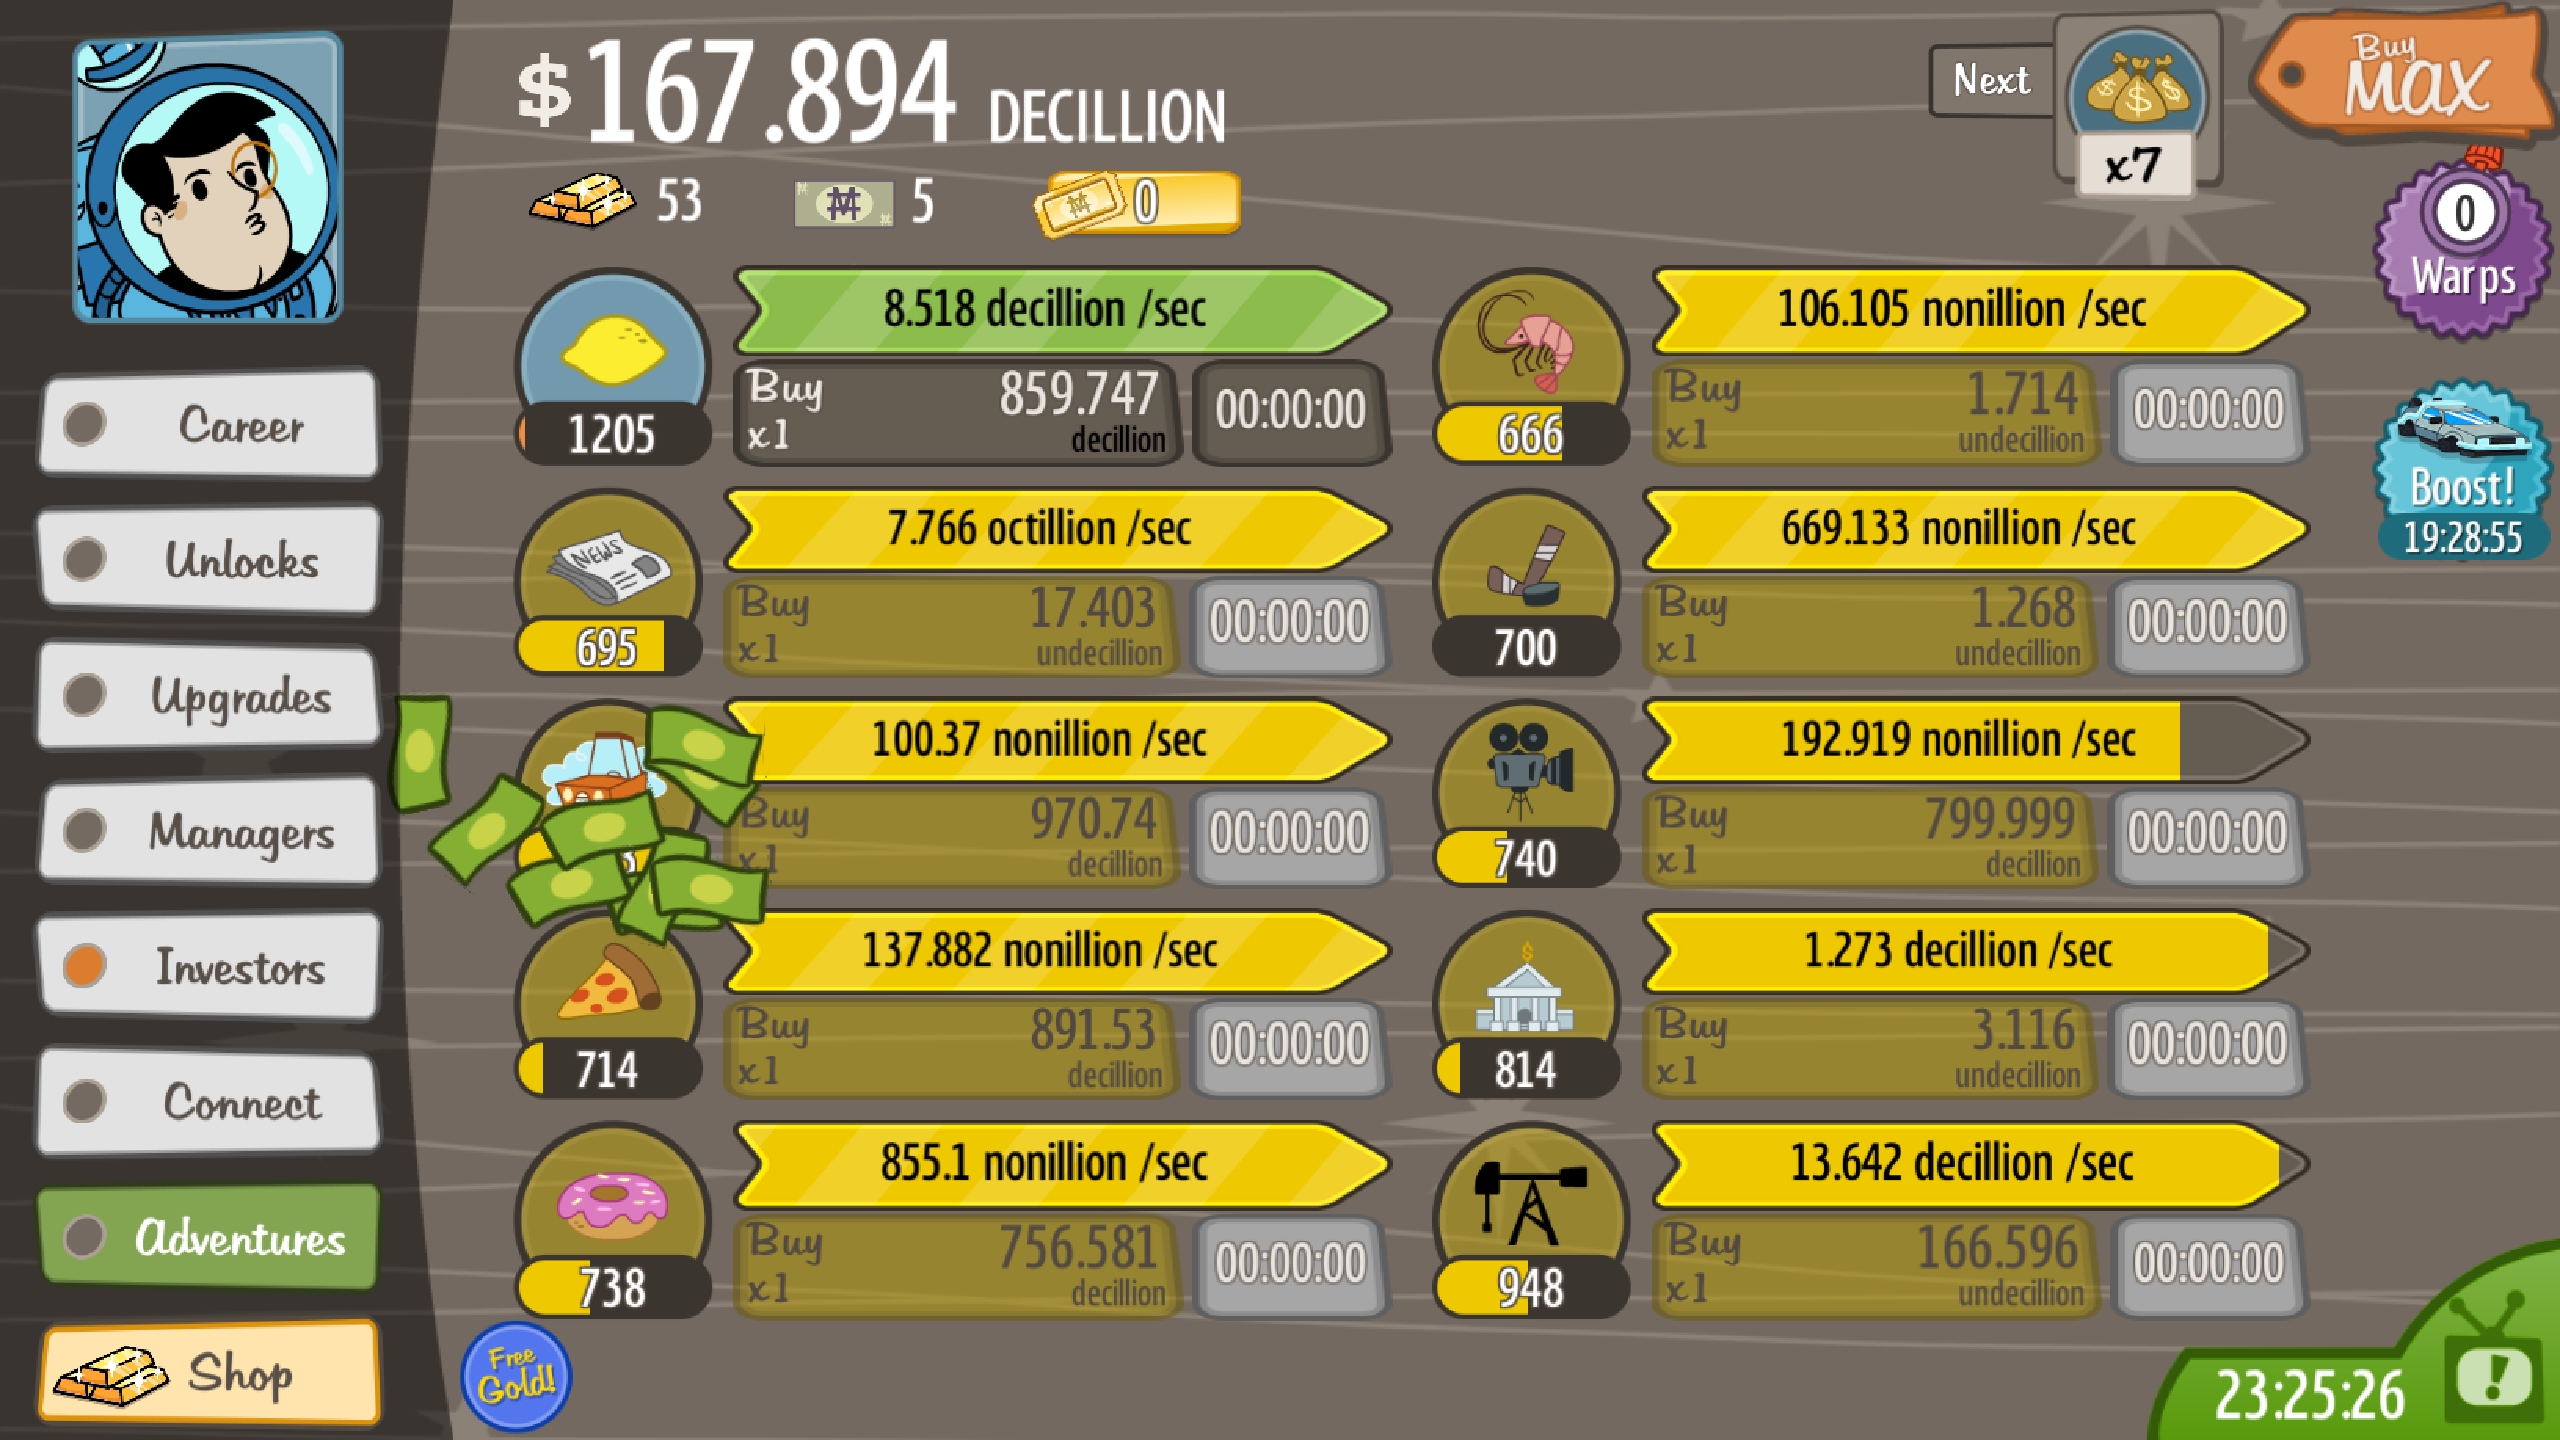 $167.894 DECILLION
53
5
0
Next
x7
Buy
MAX
0
Warps
Boost!
19:28:55
Career
Unlocks
Upgrades
Managers
Investors
Connect
Adventures
Shop
8.518 decillion /sec
1205
Buy
x1
859.747
decillion
00:00:00
NEWS
7.766 octillion /sec
695
Buy
x1
17.403
undecillion
00:00:00
100.37 nonillion /sec
Buy
x1
970.74
decillion
00:00:00
137.882 nonillion /sec
714
Buy
x1
891.53
decillion
00:00:00
855.1 nonillion /sec
738
Buy
x1
756.581
decillion
00:00:00
106.105 nonillion /sec
666
Buy
x1
1.714
undecillion
00:00:00
669.133 nonillion /sec
700
Buy
x1
1.268
undecillion
00:00:00
192.919 nonillion /sec
740
Buy
x1
799.999
decillion
00:00:00
1.273 decillion /sec
814
Buy
x1
3.116
undecillion
00:00:00
13.642 decillion /sec
948
Buy
x1
166.596
undecillion
00:00:00
Free
Gold!
23:25:26